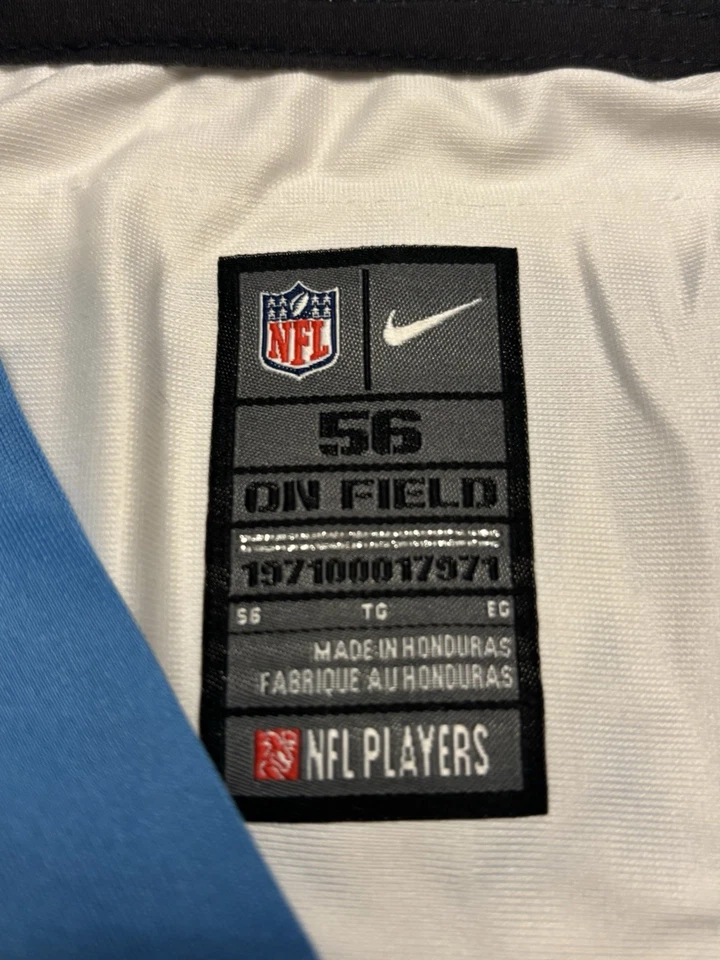 NFL
56
ON FIELD
197100017971
56 TG EG
MADE IN HONDURAS
FABRIQUE AU HONDURAS
NFL PLAYERS